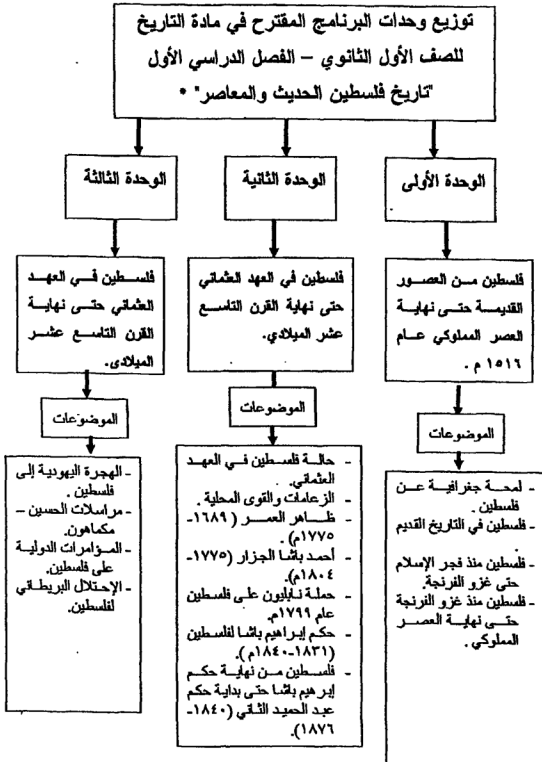 توزيع وحدات البرنامج المقترح في مادة التاريخ
للصف الأول الثانوي – الفصل الدراسي الأول
"تاريخ فلسطين الحديث والمعاصر" *
الوحدة الأولى
فلسطين من العصور
القديمة حتى نهاية
العصر المملوكي عام
١٥١٦ م .
الموضوعات
- لمحة جغرافية عن
فلسطين .
- فلسطين في التاريخ القديم
- فلسطين منذ فجر الإسلام
حتى غزو الفرنجة.
- فلسطين منذ غزو الفرنجة
حتى نهاية العصر
المملوكي .
الوحدة الثانية
فلسطين في العهد العثماني
حتى نهاية القرن التاسع
عشر الميلادي.
الموضوعات
- حالة فلسطين في العهد
العثماني.
- الزعامات والقوى المحلية .
- ظاهر العمر ( ١٦٨٩-
١٧٧٥م)
- أحمد باشا الجزار (١٧٧٥-
١٨٠٤م).
- حملة نابليون على فلسطين
عام ١٧٩٩م.
- حكم إبراهيم باشا لفلسطين
(١٨٣١-١٨٤٠م ).
- فلسطين من نهاية حكم
إبرهيم باشا حتى بداية حكم
عبد الحميد الثاني (١٨٤٠-
١٨٧٦).
الوحدة الثالثة
فلسطين في العهد
العثماني حتى نهاية
القرن التاسع عشر
الميلادى.
الموضوعات
- الهجرة اليهودية إلى
فلسطين .
- مراسلات الحسين –
مكماهون.
- المؤامرات الدولية
على فلسطين.
- الإحتلال البريطاني
لفلسطين.